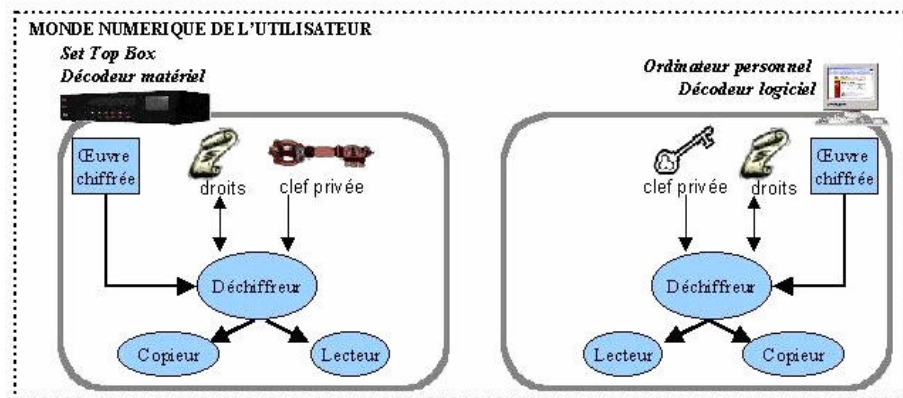 MONDE NUMERIQUE DE L'UTILISATEUR
Set Top Box
Décodeur matériel
Œuvre
chiffrée
droits
clef privée
Déchiffreur
Copieur
Lecteur
Ordinateur personnel
Décodeur logiciel
clef privée
droits
Œuvre
chiffrée
Déchiffreur
Lecteur
Copieur